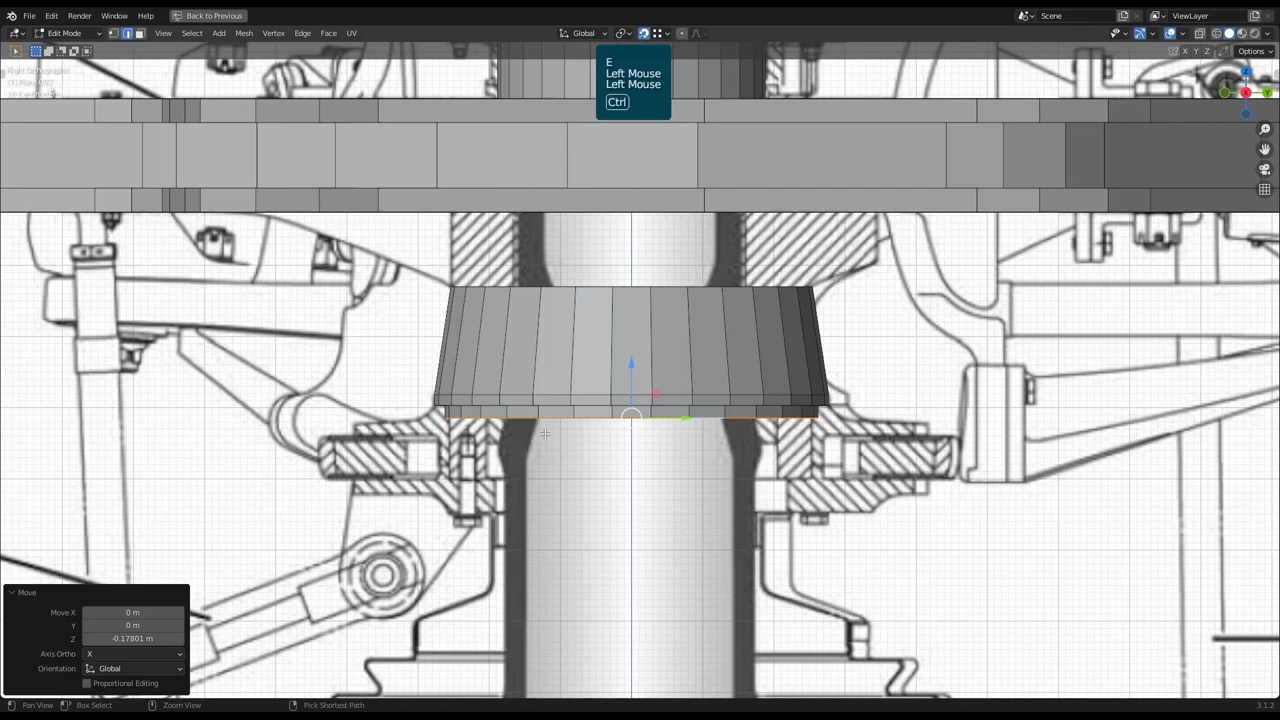 File Edit Render Window Help Back to Previous Scene ViewLayer
Edit Mode View Select Add Mesh Vertex Edge Face UV Global
X Y Z Options
Right Orthographic
E
Left Mouse
Left Mouse
Ctrl
Z
X
Y
Move
Move X 0 m
Y 0 m
Z -0.17801 m
Axis Ortho X
Orientation Global
Proportional Editing
Pan View Box Select Zoom View Pick Shortest Path 3.1.2